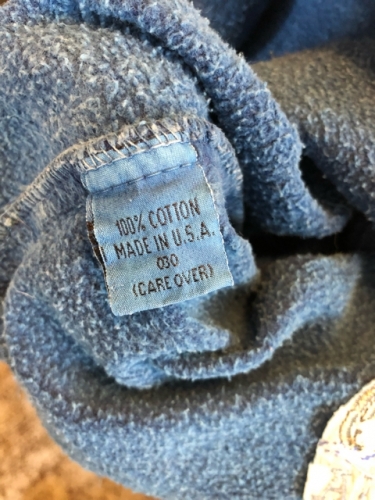 100% COTTON
MADE IN U.S.A.
030
(CARE OVER)